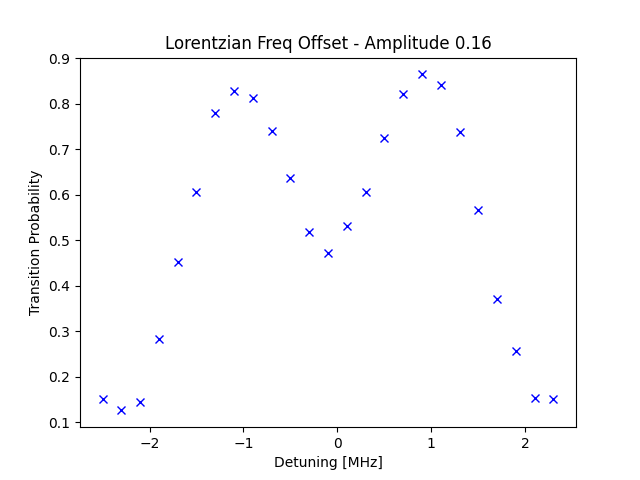 Lorentzian Freq Offset - Amplitude 0.16
0.9
0.8
0.7
0.6
0.5
0.4
0.3
0.2
0.1
Transition Probability
−2 −1 0 1 2
Detuning [MHz]